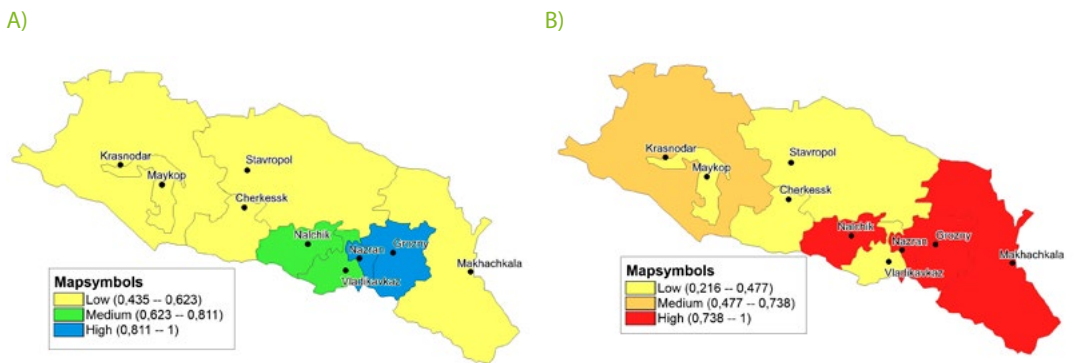 A)
Krasnodar
Maykop
Stavropol
Cherkessk
Nalchik
Nazran
Grozny
Vladikavkaz
Makhachkala
Mapsymbols
Low (0,435 -- 0,623)
Medium (0,623 -- 0,811)
High (0,811 -- 1)
B)
Krasnodar
Maykop
Stavropol
Cherkessk
Nalchik
Nazran
Grozny
Vladikavkaz
Makhachkala
Mapsymbols
Low (0,216 -- 0,477)
Medium (0,477 -- 0,738)
High (0,738 -- 1)